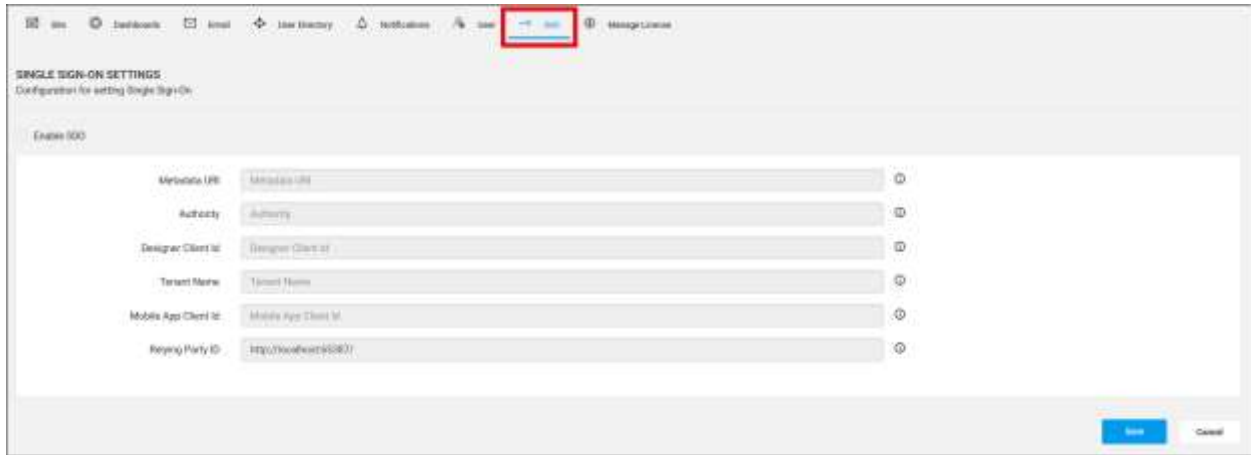 Site Dashboards Email User Directory Notifications User SSO Manage License
SINGLE SIGN-ON SETTINGS
Configuration for setting Single Sign-On
Enable SSO
Metadata URI Metadata URI
Authority Authority
Designer Client Id Designer Client Id
Tenant Name Tenant Name
Mobile App Client Id Mobile App Client Id
Relying Party ID
Save Cancel